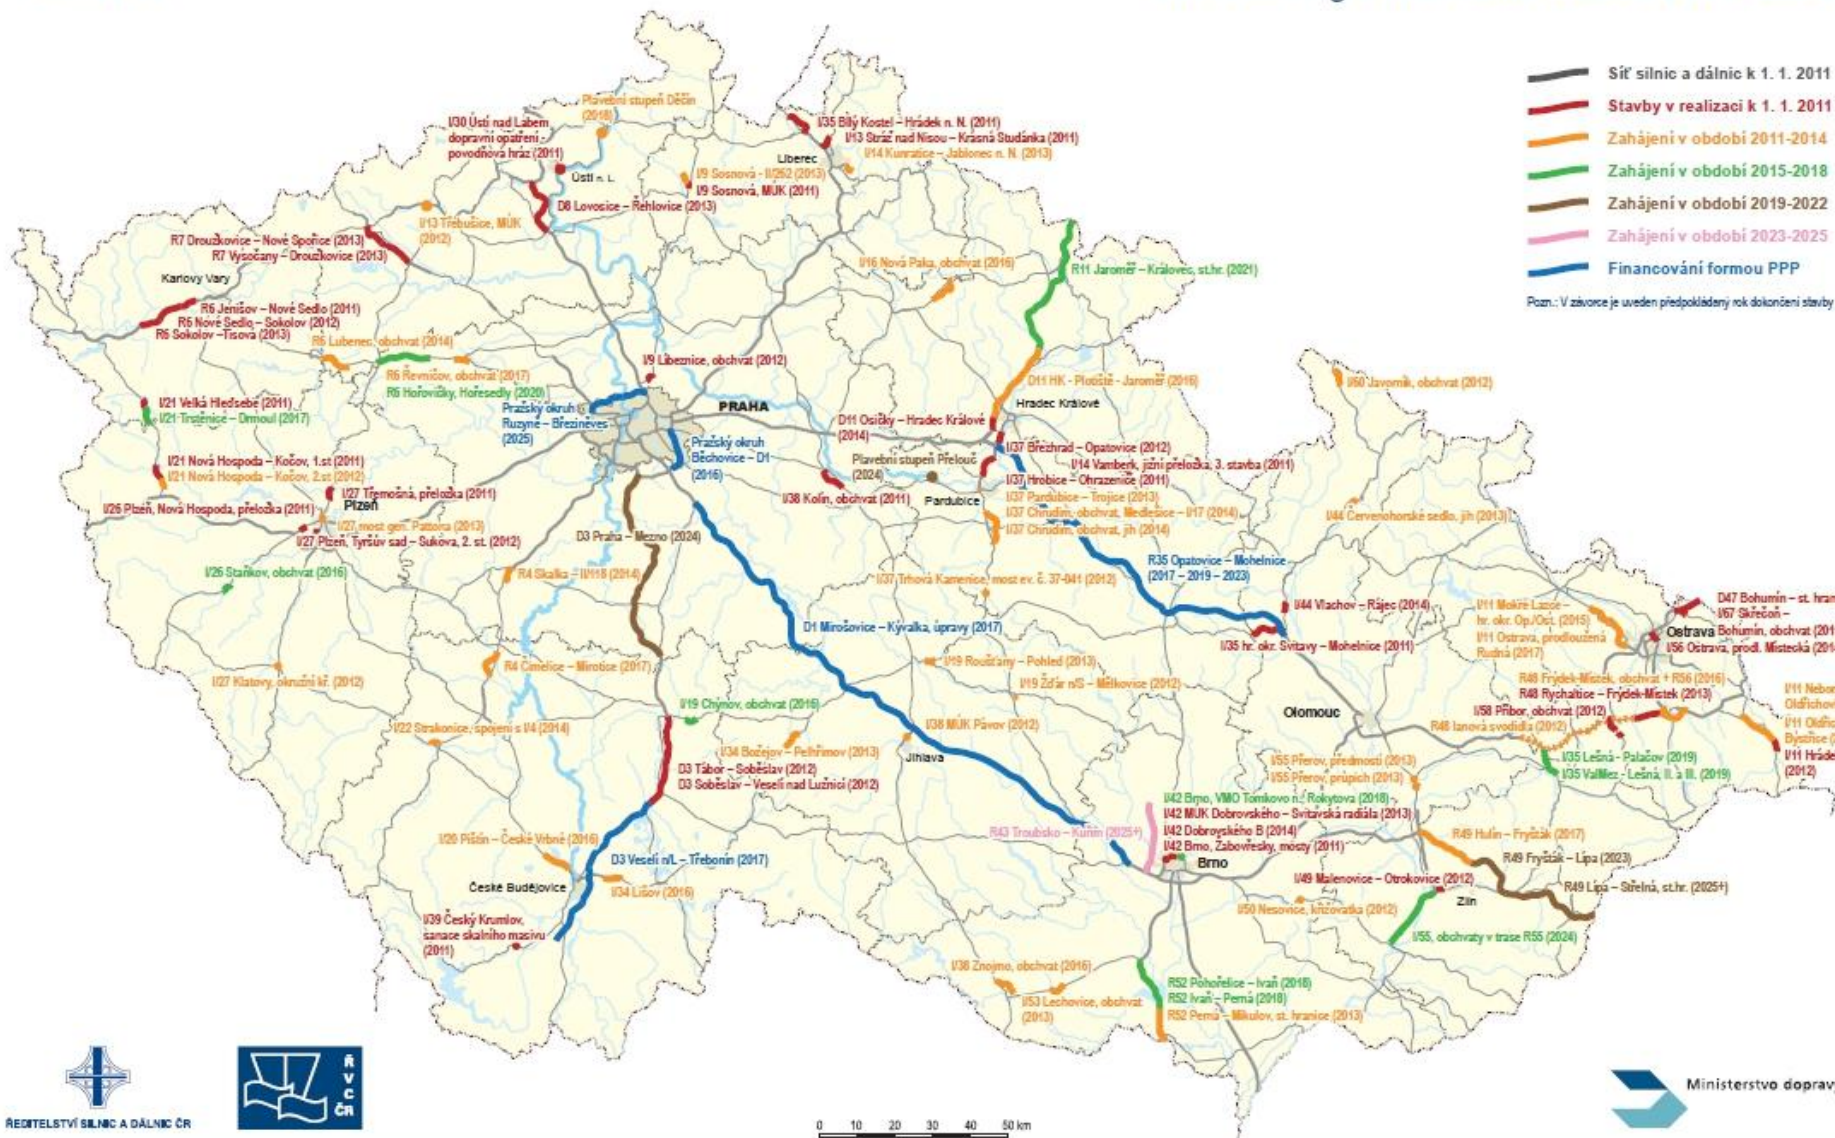 Síť silnic a dálnic k 1. 1. 2011
Stavby v realizaci k 1. 1. 2011
Zahájení v období 2011-2014
Zahájení v období 2015-2018
Zahájení v období 2019-2022
Zahájení v období 2023-2025
Financování formou PPP
Pozn.: V závorce je uveden předpokládaný rok dokončení stavby
Plavební stupeň Děčín
(2018)
I/30 Ústí nad Labem
dopravní opatření -
povodňová hráz (2011)
Ústí n. L.
I/35 Bílý Kostel – Hrádek n. N. (2011)
I/13 Stráž nad Nisou – Krásná Studánka (2011)
I/14 Kunratice – Jablonec n. N. (2013)
Liberec
I/9 Sosnová - II/262 (2013)
I/9 Sosnová, MÚK (2011)
D8 Lovosice – Řehlovice (2013)
I/13 Třebušice, MÚK
(2012)
R7 Droužkovice – Nové Spořice (2013)
R7 Vysočany – Droužkovice (2013)
Karlovy Vary
R6 Jenišov – Nové Sedlo (2011)
R6 Nové Sedlo – Sokolov (2012)
R6 Sokolov –Tisová (2013)
R6 Lubenec, obchvat (2014)
R6 Řevničov, obchvat (2017)
R6 Hořovičky, Hořesedly (2020)
I/16 Nová Paka, obchvat (2016)
R11 Jaroměř – Královec, st.hr. (2021)
I/9 Líbeznice, obchvat (2012)
PRAHA
Pražský okruh
Ruzyně – Březiněves
(2025)
Pražský okruh
Běchovice – D1
(2015)
D11 HK - Plotiště - Jaroměř (2016)
Hradec Králové
D11 Osičky – Hradec Králové
(2014)
I/60 Javorník, obchvat (2012)
I/21 Velká Hleďsebe (2011)
I/21 Trstěnice – Drmoul (2017)
I/21 Nová Hospoda – Kočov, 1.st (2011)
I/21 Nová Hospoda – Kočov, 2.st (2012)
I/27 Třemošná, přeložka (2011)
Plzeň
I/26 Plzeň, Nová Hospoda, přeložka (2011)
I/27 most gen. Pattona (2013)
I/27 Plzeň, Tyršův sad – Sukova, 2. st. (2012)
I/26 Staňkov, obchvat (2016)
I/37 Březhrad – Opatovice (2012)
I/14 Vamberk, jižní přeložka, 3. stavba (2011)
I/37 Hrobice – Ohrazenice (2011)
Plavební stupeň Přelouč
(2024)
Pardubice
I/38 Kolín, obchvat (2011)
I/37 Pardubice – Trojice (2013)
I/37 Chrudim, obchvat, Medlešice – I/17 (2014)
I/37 Chrudim, obchvat, jih (2014)
I/44 Červenohorské sedlo, jih (2013)
D3 Praha – Mezno (2024)
R4 Skalka – II/118 (2014)
R35 Opatovice – Mohelnice
(2017 – 2019 – 2023)
I/37 Trhová Kamenice, most ev. č. 37-041 (2012)
I/44 Vlachov – Rájec (2014)
I/35 hr. okr. Svitavy – Mohelnice (2011)
I/11 Mokré Lazce –
hr. okr. Op./Ost. (2015)
I/11 Ostrava, prodloužená
Rudná (2017)
D47 Bohumín – st. hran
I/67 Skřečoň –
Bohumín, obchvat (201
Ostrava
I/56 Ostrava, prodl. Místecká (201
D1 Mirošovice – Kývalka, úpravy (2017)
R4 Čimelice – Mirotice (2017)
I/27 Klatovy, okružní kř. (2012)
I/19 Roušťany – Pohled (2013)
I/19 Žďár n/S – Mělkovice (2012)
R48 Frýdek-Místek, obchvat + R56 (2016)
R48 Rychaltice – Frýdek-Místek (2013)
I/58 Příbor, obchvat (2012)
R48 lanová svodidla (2012)
I/11 Nebor
Oldřichov
I/11 Oldřic
Bystřice (2
I/11 Hrádek
(2012)
I/19 Chýnov, obchvat (2016)
I/22 Strakonice, spojení s I/4 (2014)
I/34 Božejov – Pelhřimov (2013)
I/38 MÚK Pávov (2012)
Jihlava
Olomouc
I/35 Lešná - Palačov (2019)
I/35 ValMez - Lešná, II. a III. (2019)
D3 Tábor – Soběslav (2012)
D3 Soběslav – Veselí nad Lužnicí (2012)
I/55 Přerov, předmostí (2013)
I/55 Přerov, průpich (2013)
I/42 Brno, VMO Tomkovo n., Rokytova (2018)
I/42 MÚK Dobrovského – Svitavská radiála (2013)
I/42 Dobrovského B (2014)
I/42 Brno, Žabovřesky, mosty (2011)
R43 Troubsko – Kuřim (2025+)
Brno
R49 Hulín – Fryšták (2017)
R49 Fryšták – Lípa (2023)
R49 Lípa – Střelná, st.hr. (2025+)
I/20 Pištín – České Vrbné (2016)
D3 Veselí n/L – Třebonín (2017)
České Budějovice
I/34 Lišov (2016)
I/49 Malenovice – Otrokovice (2012)
Zlín
I/50 Nesovice, křižovatka (2012)
I/55, obchvaty v trase R55 (2024)
I/39 Český Krumlov,
sanace skalního masivu
(2011)
I/38 Znojmo, obchvat (2016)
I/53 Lechovice, obchvat
(2013)
R52 Pohořelice – Ivaň (2018)
R52 Ivaň – Perná (2018)
R52 Perná – Mikulov, st. hranice (2013)
ŘEDITELSTVÍ SILNIC A DÁLNIC ČR
ŘVC ČR
0 10 20 30 40 50 km
Ministerstvo dopravy